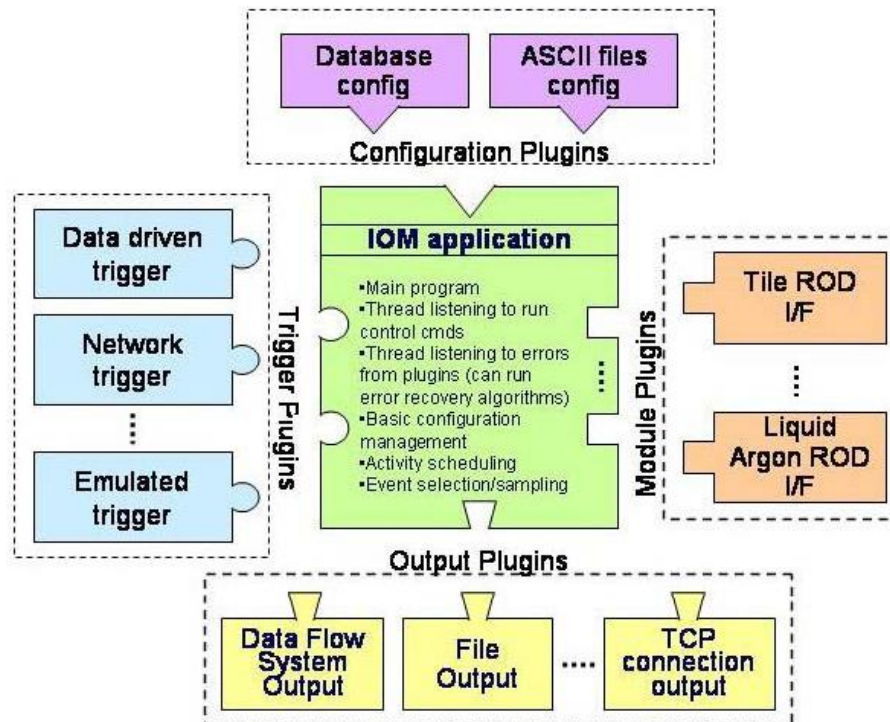 Database
config
ASCII files
config
Configuration Plugins
Data driven
trigger
Network
trigger
Emulated
trigger
Trigger Plugins
IOM application
▪Main program
▪Thread listening to run
control cmds
▪Thread listening to errors
from plugins (can run
error recovery algorithms)
▪Basic configuration
management
▪Activity scheduling
▪Event selection/sampling
Module Plugins
Tile ROD
I/F
Liquid
Argon ROD
I/F
Output Plugins
Data Flow
System
Output
File
Output
TCP
connection
output